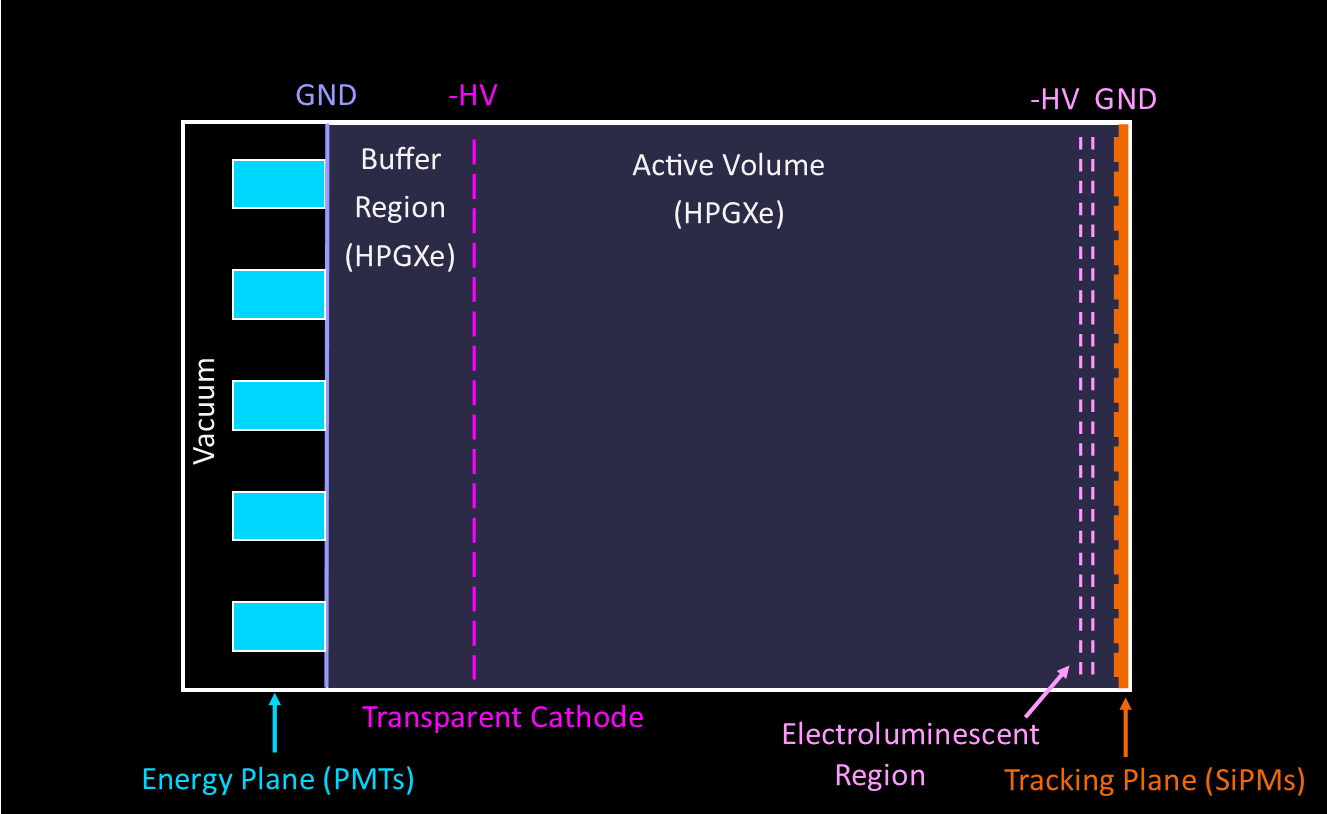 GND
-HV
-HV GND
Buffer
Region
(HPGXe)
Active Volume
(HPGXe)
Vacuum
Transparent Cathode
Electroluminescent
Region
Energy Plane (PMTs)
Tracking Plane (SiPMs)